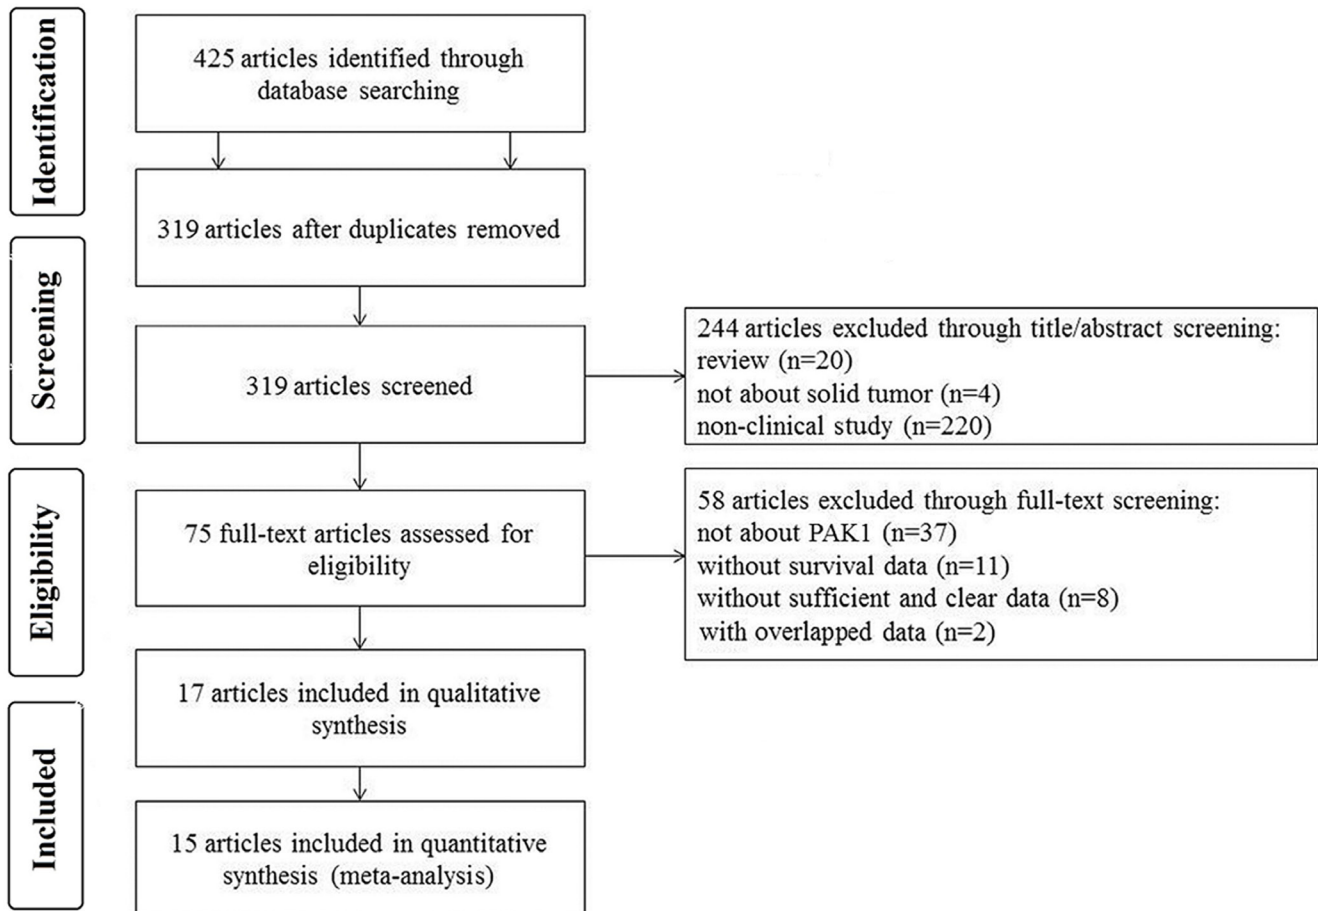 Identification
425 articles identified through
database searching
319 articles after duplicates removed
Screening
319 articles screened
244 articles excluded through title/abstract screening:
review (n=20)
not about solid tumor (n=4)
non-clinical study (n=220)
Eligibility
75 full-text articles assessed for
eligibility
58 articles excluded through full-text screening:
not about PAK1 (n=37)
without survival data (n=11)
without sufficient and clear data (n=8)
with overlapped data (n=2)
17 articles included in qualitative
synthesis
Included
15 articles included in quantitative
synthesis (meta-analysis)